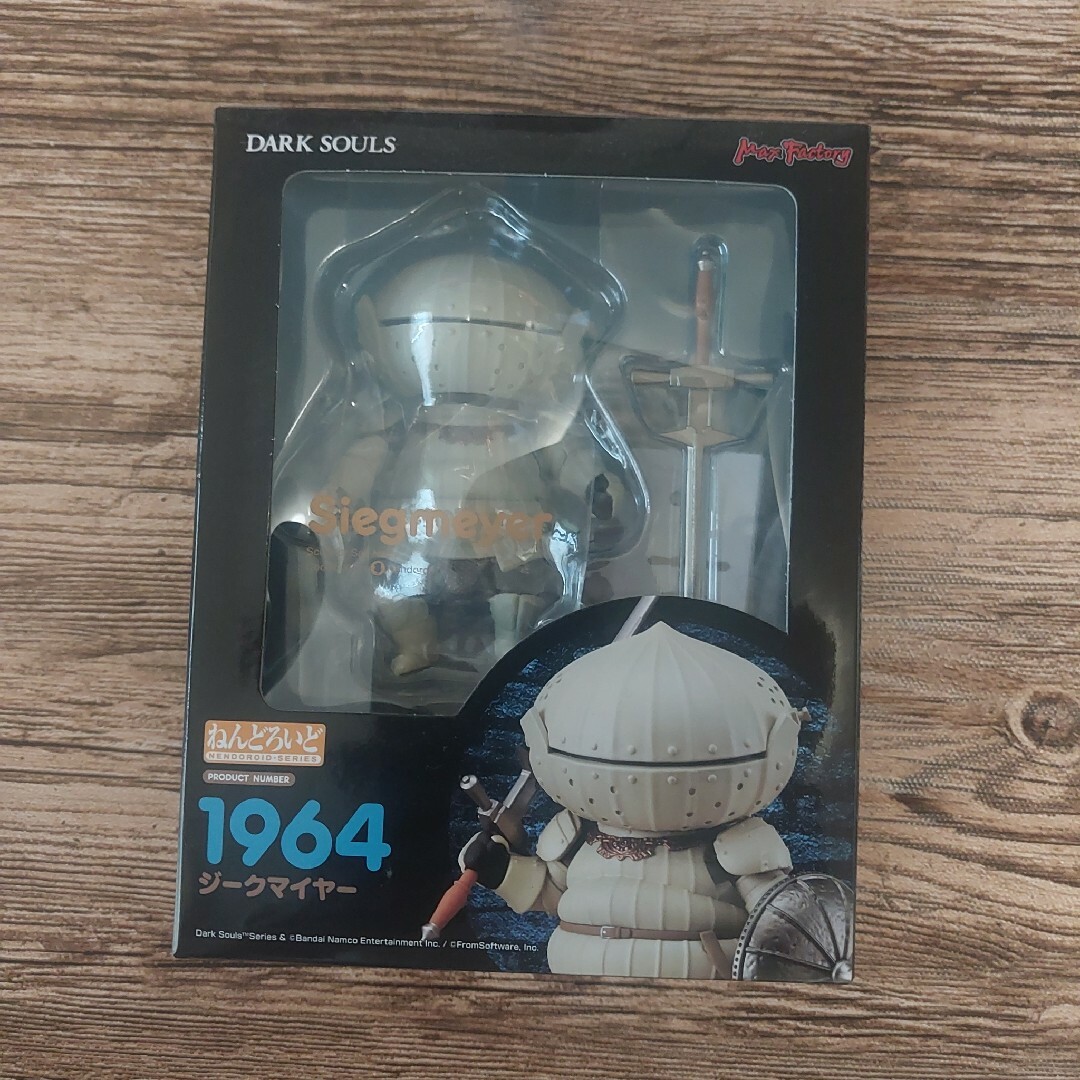 DARK SOULS
Max Factory
Siegmeyer
ねんどろいど
NENDOROID・SERIES
PRODUCT NUMBER
1964
ジークマイヤー
Dark Souls™Series & ©Bandai Namco Entertainment Inc. / ©FromSoftware, Inc.